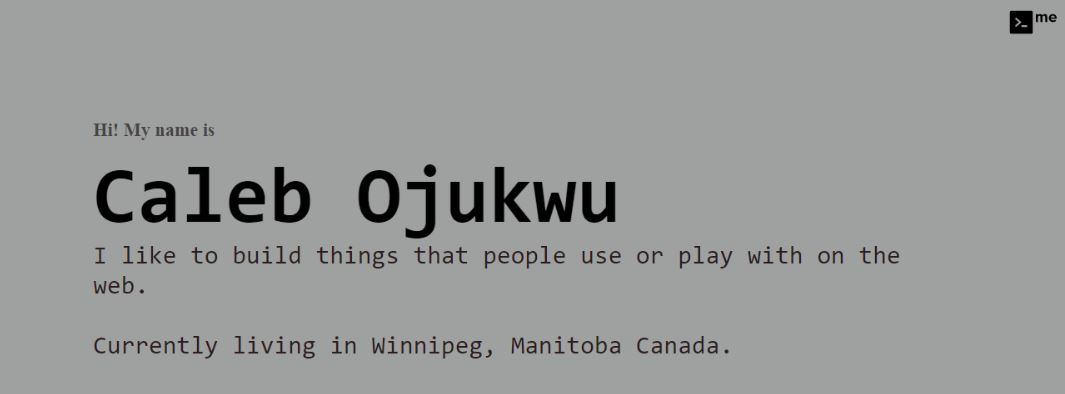 >_ me
Hi! My name is
Caleb Ojukwu
I like to build things that people use or play with on the
web.
Currently living in Winnipeg, Manitoba Canada.